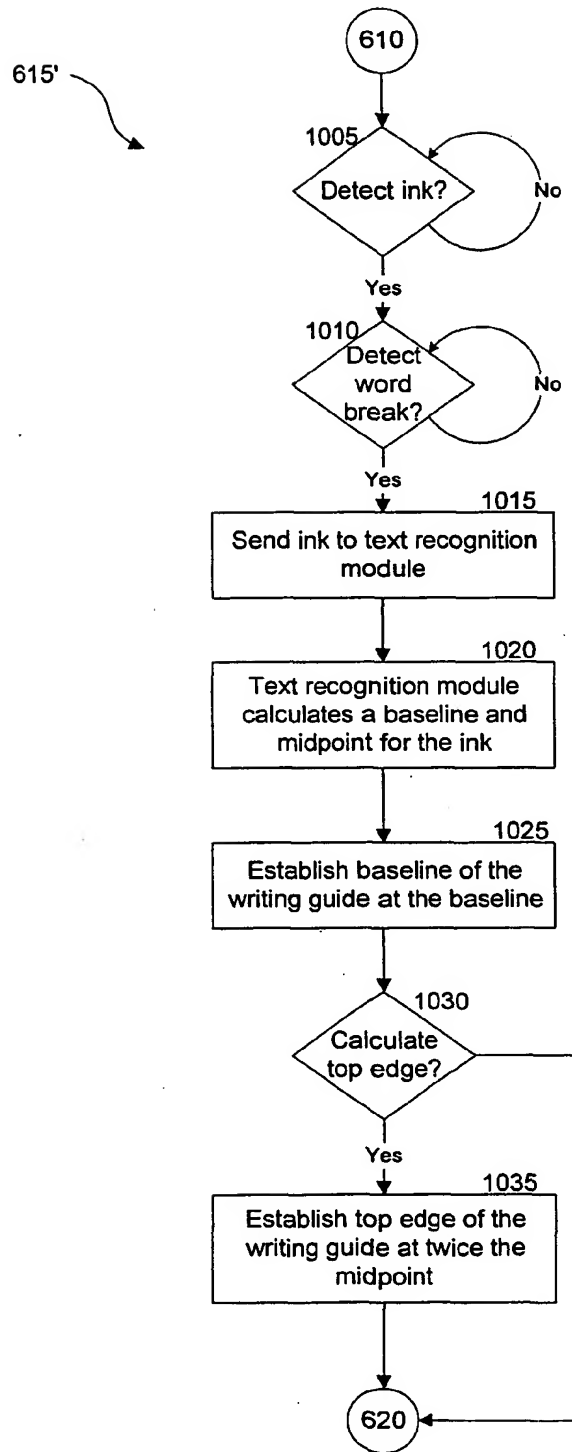 610
615'
1005
Detect ink?
No
Yes
1010
Detect
word
break?
No
Yes
1015
Send ink to text recognition
module
1020
Text recognition module
calculates a baseline and
midpoint for the ink
1025
Establish baseline of the
writing guide at the baseline
1030
Calculate
top edge?
Yes
1035
Establish top edge of the
writing guide at twice the
midpoint
620